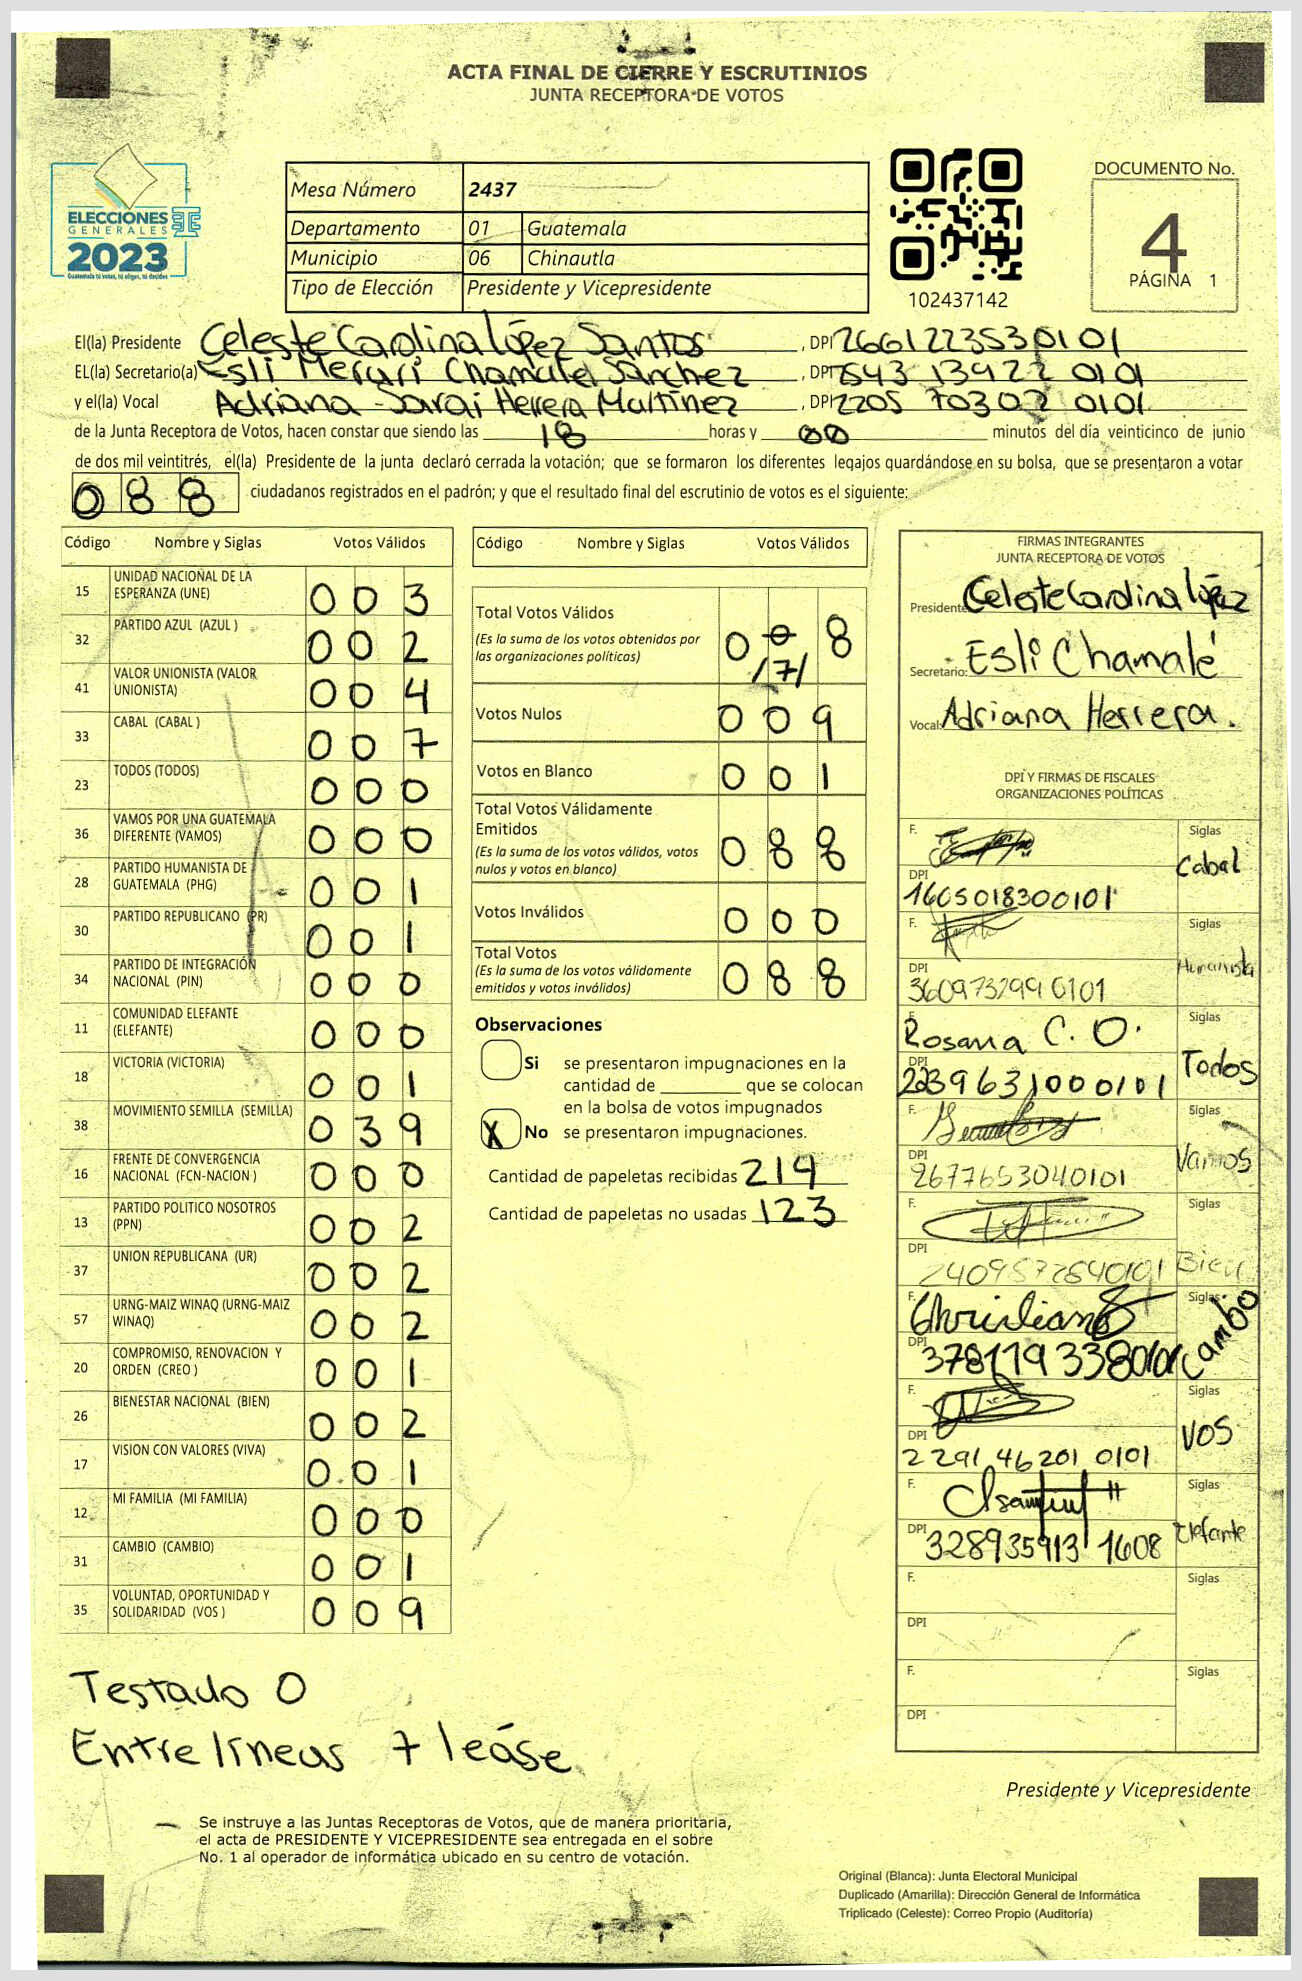 ACTA FINAL DE CIERRE Y ESCRUTINIOS
JUNTA RECEPTORA DE VOTOS
ELECCIONES
GENERALES
2023
Guatemala tú votas, tú eliges, tú decides
Mesa Número 2437
Departamento 01 Guatemala
Municipio 06 Chinautla
Tipo de Elección Presidente y Vicepresidente
102437142
DOCUMENTO No.
4
PÁGINA 1
El(la) Presidente Celeste Carolina López Santos, DPI 2661223530101
EL(la) Secretario(a) Esli Merari Chamalé Sánchez, DPI 2543 13922 0101
y el(la) Vocal Adriana Sarai Herrera Martínez, DPI 2205 70302 0101
de la Junta Receptora de Votos, hacen constar que siendo las 18 horas y 00 minutos del día veinticinco de junio
de dos mil veintitrés, el(la) Presidente de la junta declaró cerrada la votación; que se formaron los diferentes legajos guardándose en su bolsa, que se presentaron a votar
088 ciudadanos registrados en el padrón; y que el resultado final del escrutinio de votos es el siguiente:
Código Nombre y Siglas Votos Válidos
15 UNIDAD NACIONAL DE LA ESPERANZA (UNE) 003
32 PARTIDO AZUL (AZUL ) 002
41 VALOR UNIONISTA (VALOR UNIONISTA) 004
33 CABAL (CABAL ) 007
23 TODOS (TODOS) 000
36 VAMOS POR UNA GUATEMALA DIFERENTE (VAMOS) 000
28 PARTIDO HUMANISTA DE GUATEMALA (PHG) 001
30 PARTIDO REPUBLICANO (PR) 001
34 PARTIDO DE INTEGRACIÓN NACIONAL (PIN) 000
11 COMUNIDAD ELEFANTE (ELEFANTE) 000
18 VICTORIA (VICTORIA) 001
38 MOVIMIENTO SEMILLA (SEMILLA) 039
16 FRENTE DE CONVERGENCIA NACIONAL (FCN-NACION ) 000
13 PARTIDO POLITICO NOSOTROS (PPN) 002
37 UNION REPUBLICANA (UR) 002
57 URNG-MAIZ WINAQ (URNG-MAIZ WINAQ) 002
20 COMPROMISO, RENOVACION Y ORDEN (CREO ) 001
26 BIENESTAR NACIONAL (BIEN) 002
17 VISION CON VALORES (VIVA) 001
12 MI FAMILIA (MI FAMILIA) 000
31 CAMBIO (CAMBIO) 001
35 VOLUNTAD, OPORTUNIDAD Y SOLIDARIDAD (VOS ) 009
Testado 0
Entre líneas 7 leáse
Código Nombre y Siglas Votos Válidos
Total Votos Válidos
(Es la suma de los votos obtenidos por las organizaciones políticas) 0 0 8
/7/
Votos Nulos 009
Votos en Blanco 001
Total Votos Válidamente Emitidos
(Es la suma de los votos válidos, votos nulos y votos en blanco) 088
Votos Inválidos 000
Total Votos
(Es la suma de los votos válidamente emitidos y votos inválidos) 088
Observaciones
Si se presentaron impugnaciones en la
cantidad de ________ que se colocan
en la bolsa de votos impugnados
X No se presentaron impugnaciones.
Cantidad de papeletas recibidas 214
Cantidad de papeletas no usadas 123
FIRMAS INTEGRANTES
JUNTA RECEPTORA DE VOTOS
Presidente: Celeste Carolina López
Secretario: Esli Chamalé
Vocal: Adriana Herrera.
DPI Y FIRMAS DE FISCALES
ORGANIZACIONES POLÍTICAS
F. Siglas Cabal
DPI 1605018300101
F. Siglas Humanista
DPI 3609732990101
F. Rosana C. O. Siglas Todos
DPI 2239631000101
F. Siglas Vamos
DPI 2677653040101
F. Siglas Bien
DPI 2409572840101
F. Christian Siglas Cambio
DPI 37811793380101
F. Siglas VOS
DPI 2291 46201 0101
F. Siglas Elefante
DPI 328935913 1608
F. Siglas
DPI
F. Siglas
DPI
Presidente y Vicepresidente
Se instruye a las Juntas Receptoras de Votos, que de manera prioritaria,
el acta de PRESIDENTE Y VICEPRESIDENTE sea entregada en el sobre
No. 1 al operador de informática ubicado en su centro de votación.
Original (Blanca): Junta Electoral Municipal
Duplicado (Amarilla): Dirección General de Informática
Triplicado (Celeste): Correo Propio (Auditoría)